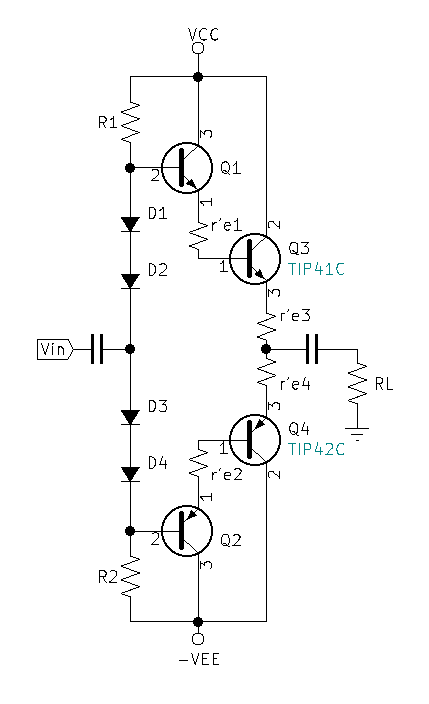 VCC
R1
3
2
Q1
1
D1
r'e1
2
Q3
1
TIP41C
D2
3
r'e3
Vin
r'e4
RL
D3
3
Q4
1
TIP42C
D4
r'e2
2
1
2
Q2
R2
3
-VEE